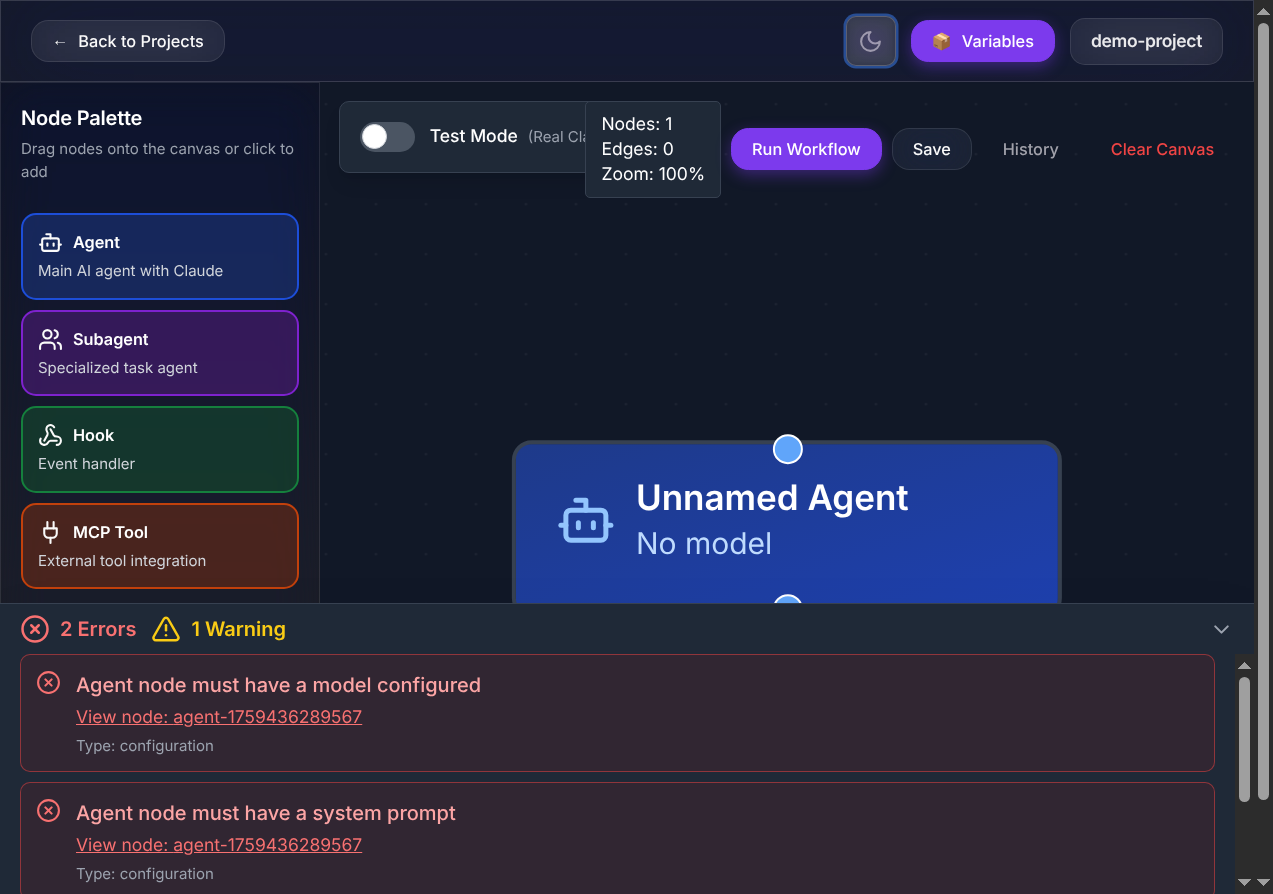 ← Back to Projects
📦 Variables
demo-project
Node Palette
Drag nodes onto the canvas or click to
add
Agent
Main AI agent with Claude
Subagent
Specialized task agent
Hook
Event handler
MCP Tool
External tool integration
Test Mode (Real
Nodes: 1
Edges: 0
Zoom: 100%
Run Workflow
Save
History
Clear Canvas
Unnamed Agent
No model
2 Errors
1 Warning
Agent node must have a model configured
View node: agent-1759436289567
Type: configuration
Agent node must have a system prompt
View node: agent-1759436289567
Type: configuration